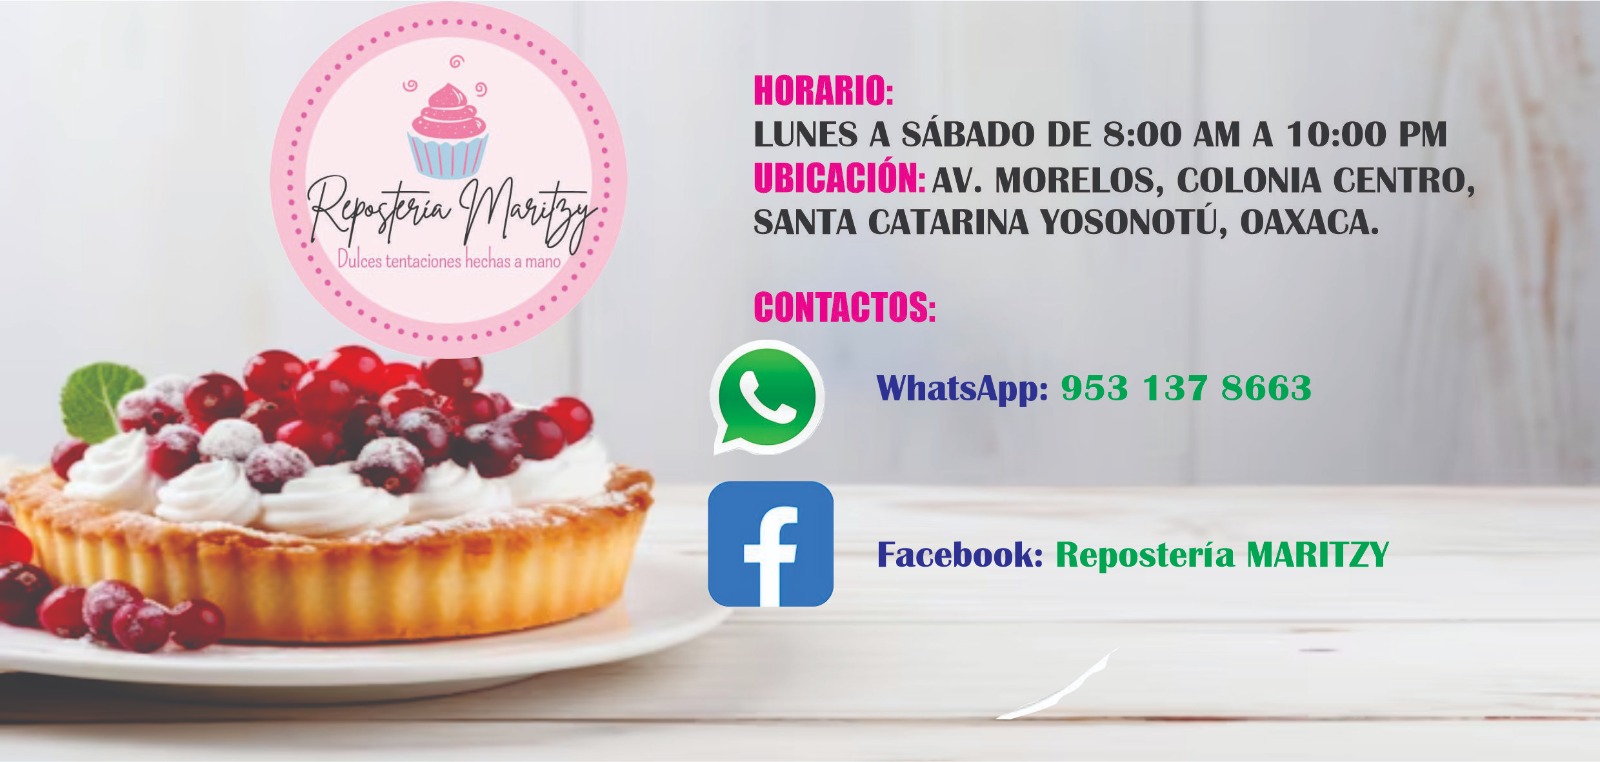 Repostería Maritzy
Dulces tentaciones hechas a mano
HORARIO:
LUNES A SÁBADO DE 8:00 AM A 10:00 PM
UBICACIÓN: AV. MORELOS, COLONIA CENTRO,
SANTA CATARINA YOSONOTÚ, OAXACA.
CONTACTOS:
WhatsApp: 953 137 8663
Facebook: Repostería MARITZY